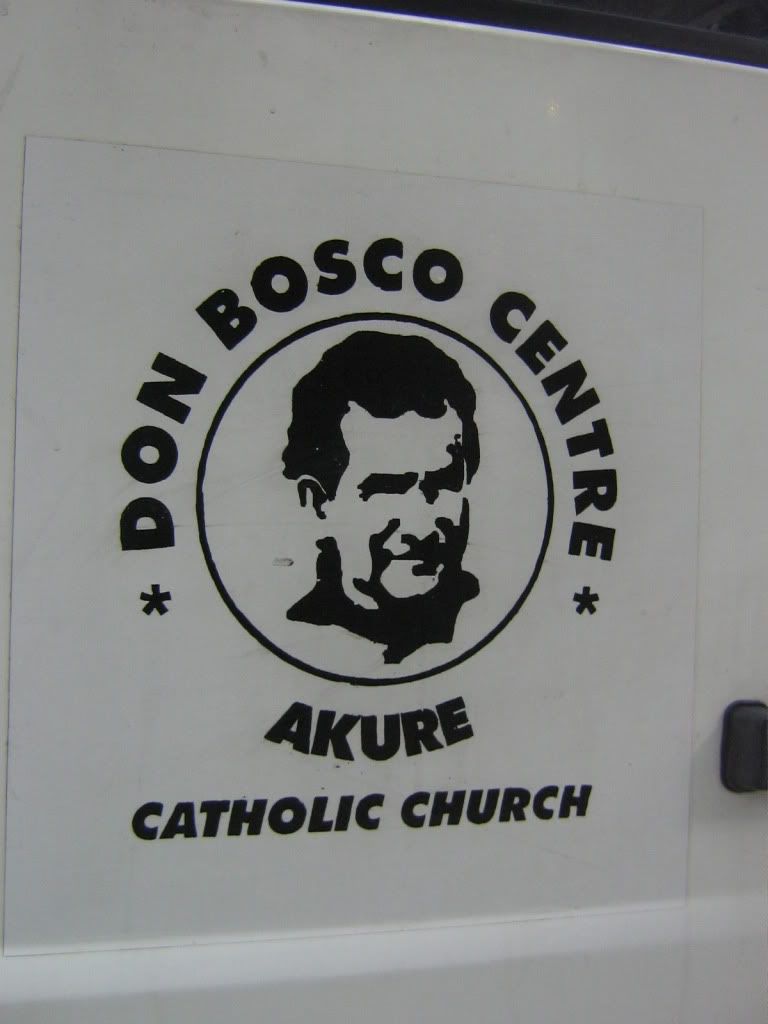 * DON BOSCO CENTRE *
AKURE
CATHOLIC CHURCH